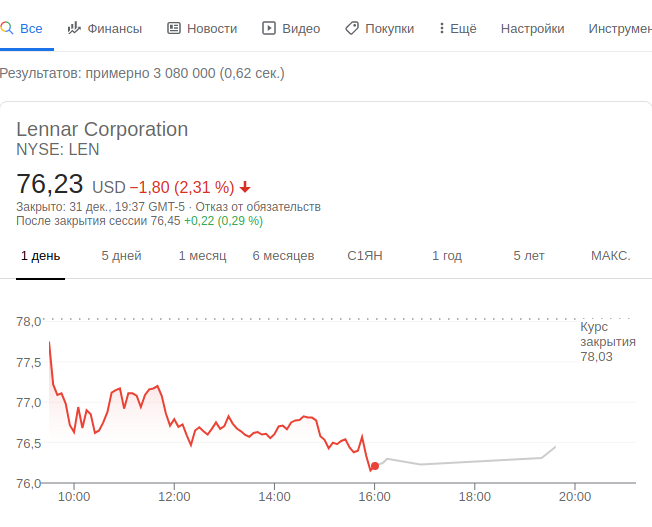 Все Финансы Новости Видео Покупки Ещё Настройки Инструмен
Результатов: примерно 3 080 000 (0,62 сек.)
Lennar Corporation
NYSE: LEN
76,23 USD −1,80 (2,31 %)
Закрыто: 31 дек., 19:37 GMT-5 · Отказ от обязательств
После закрытия сессии 76,45 +0,22 (0,29 %)
1 день 5 дней 1 месяц 6 месяцев С1ЯН 1 год 5 лет МАКС.
78,0
Курс
закрытия
78,03
77,5
77,0
76,5
76,0
10:00 12:00 14:00 16:00 18:00 20:00